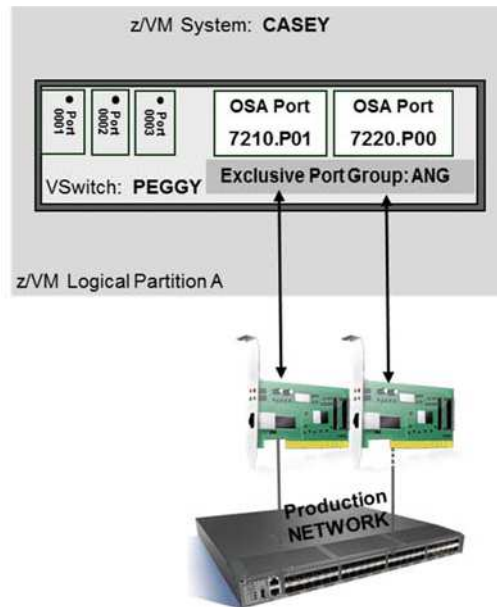 z/VM System: CASEY
Port 0001
Port 0002
Port 0003
OSA Port
7210.P01
OSA Port
7220.P00
VSwitch: PEGGY
Exclusive Port Group: ANG
z/VM Logical Partition A
Production
NETWORK